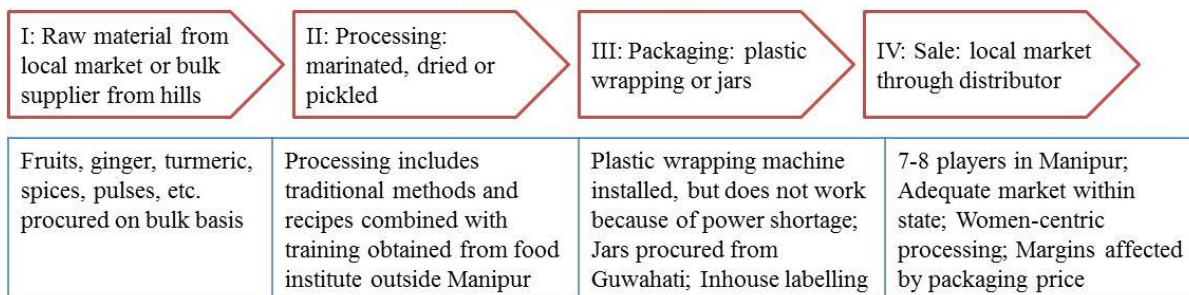 I: Raw material from
local market or bulk
supplier from hills
II: Processing:
marinated, dried or
pickled
III: Packaging: plastic
wrapping or jars
IV: Sale: local market
through distributor
Fruits, ginger, turmeric,
spices, pulses, etc.
procured on bulk basis
Processing includes
traditional methods and
recipes combined with
training obtained from food
institute outside Manipur
Plastic wrapping machine
installed, but does not work
because of power shortage;
Jars procured from
Guwahati; Inhouse labelling
7-8 players in Manipur;
Adequate market within
state; Women-centric
processing; Margins affected
by packaging price